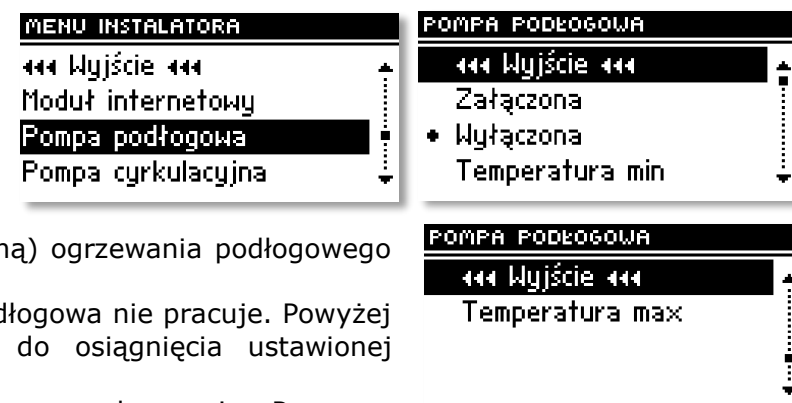 MENU INSTALATORA
◂◂◂ Wyjście ◂◂◂
Moduł internetowy
Pompa podłogowa
Pompa cyrkulacyjna
POMPA PODŁOGOWA
◂◂◂ Wyjście ◂◂◂
Załączona
• Wyłączona
Temperatura min
ną) ogrzewania podłogowego
dłogowa nie pracuje. Powyżej
do osiągnięcia ustawionej
POMPA PODŁOGOWA
◂◂◂ Wyjście ◂◂◂
Temperatura max